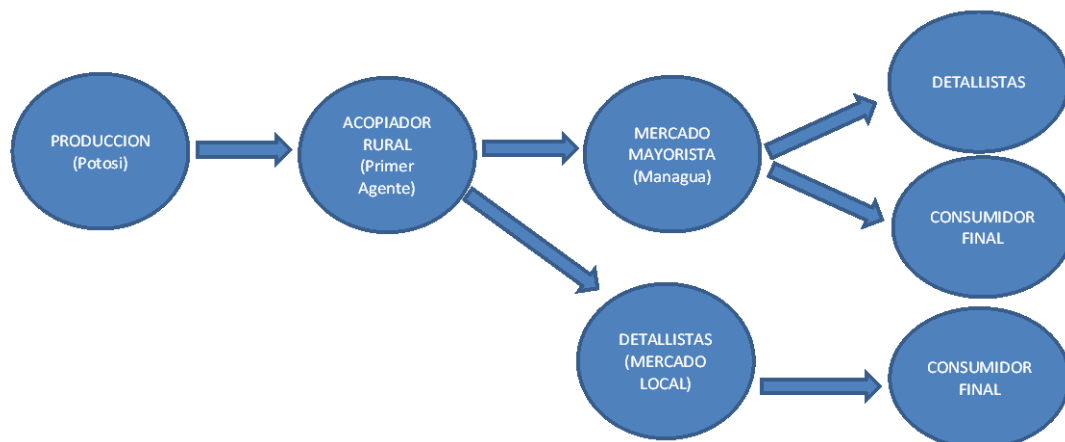 PRODUCCION
(Potosi)
ACOPIADOR
RURAL
(Primer
Agente)
MERCADO
MAYORISTA
(Managua)
DETALLISTAS
CONSUMIDOR
FINAL
DETALLISTAS
(MERCADO
LOCAL)
CONSUMIDOR
FINAL